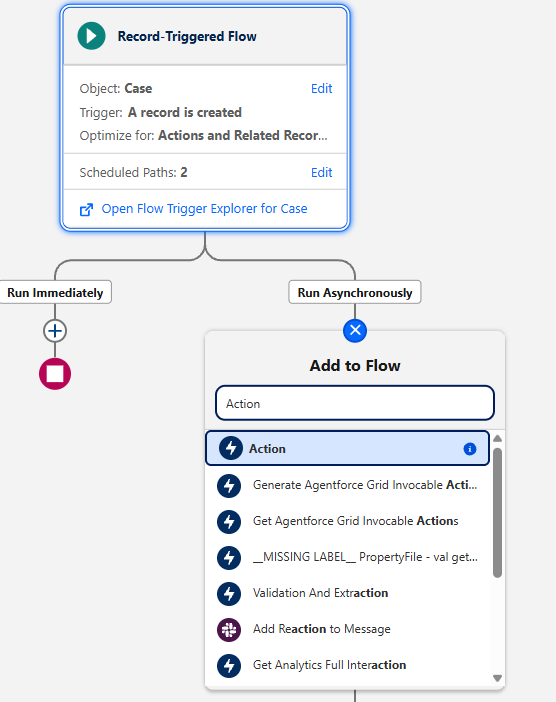 Record-Triggered Flow
Object: Case Edit
Trigger: A record is created
Optimize for: Actions and Related Recor...
Scheduled Paths: 2 Edit
Open Flow Trigger Explorer for Case
Run Immediately
Run Asynchronously
Add to Flow
Action
Action
Generate Agentforce Grid Invocable Acti...
Get Agentforce Grid Invocable Actions
__MISSING LABEL__ PropertyFile - val get...
Validation And Extraction
Add Reaction to Message
Get Analytics Full Interaction